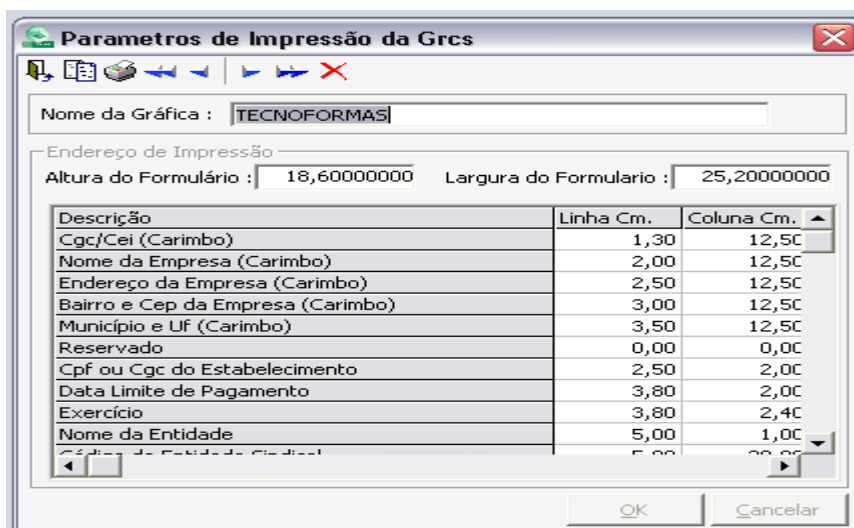 Parametros de Impressão da Grcs
Nome da Gráfica : TECNOFORMAS
Endereço de Impressão
Altura do Formulário : 18,60000000 Largura do Formulario : 25,20000000
Descrição Linha Cm. Coluna Cm.
Cgc/Cei (Carimbo) 1,30 12,50
Nome da Empresa (Carimbo) 2,00 12,50
Endereço da Empresa (Carimbo) 2,50 12,50
Bairro e Cep da Empresa (Carimbo) 3,00 12,50
Município e Uf (Carimbo) 3,50 12,50
Reservado 0,00 0,00
Cpf ou Cgc do Estabelecimento 2,50 2,00
Data Limite de Pagamento 3,80 2,00
Exercício 3,80 2,40
Nome da Entidade 5,00 1,00
Código da Entidade Sindical
OK Cancelar